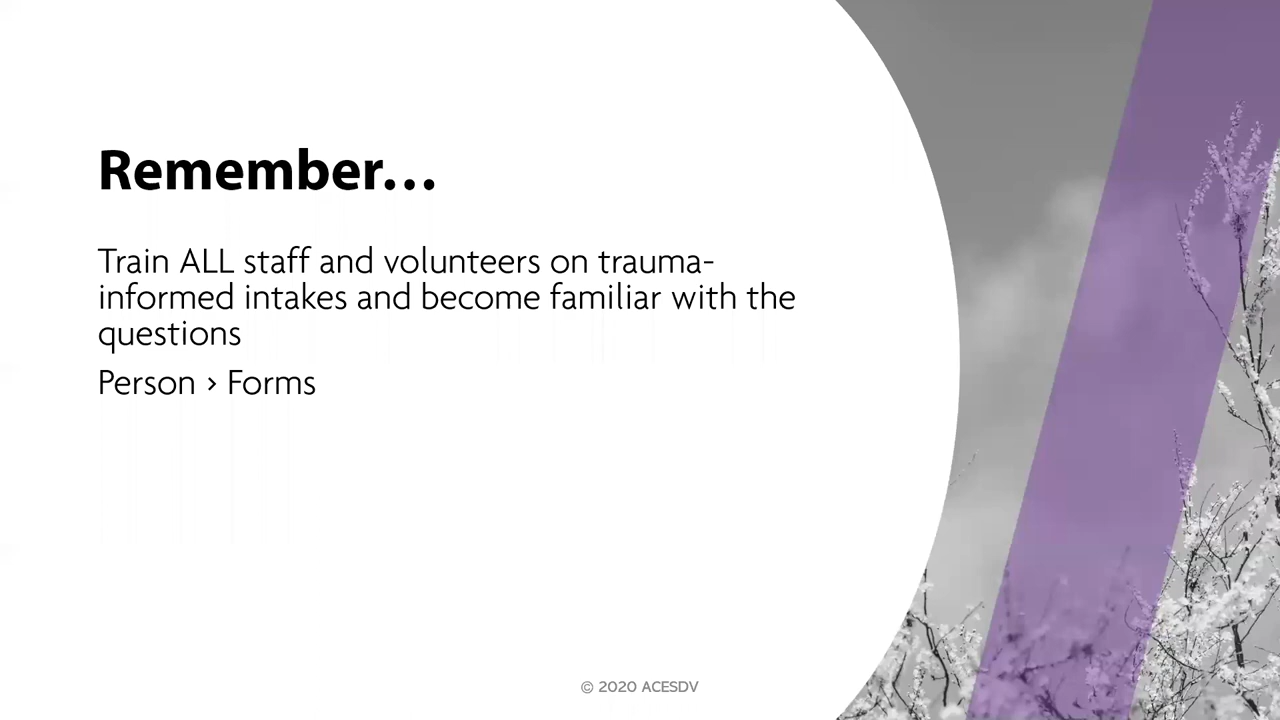 Remember...
Train ALL staff and volunteers on trauma-
informed intakes and become familiar with the
questions
Person > Forms
© 2020 ACESDV